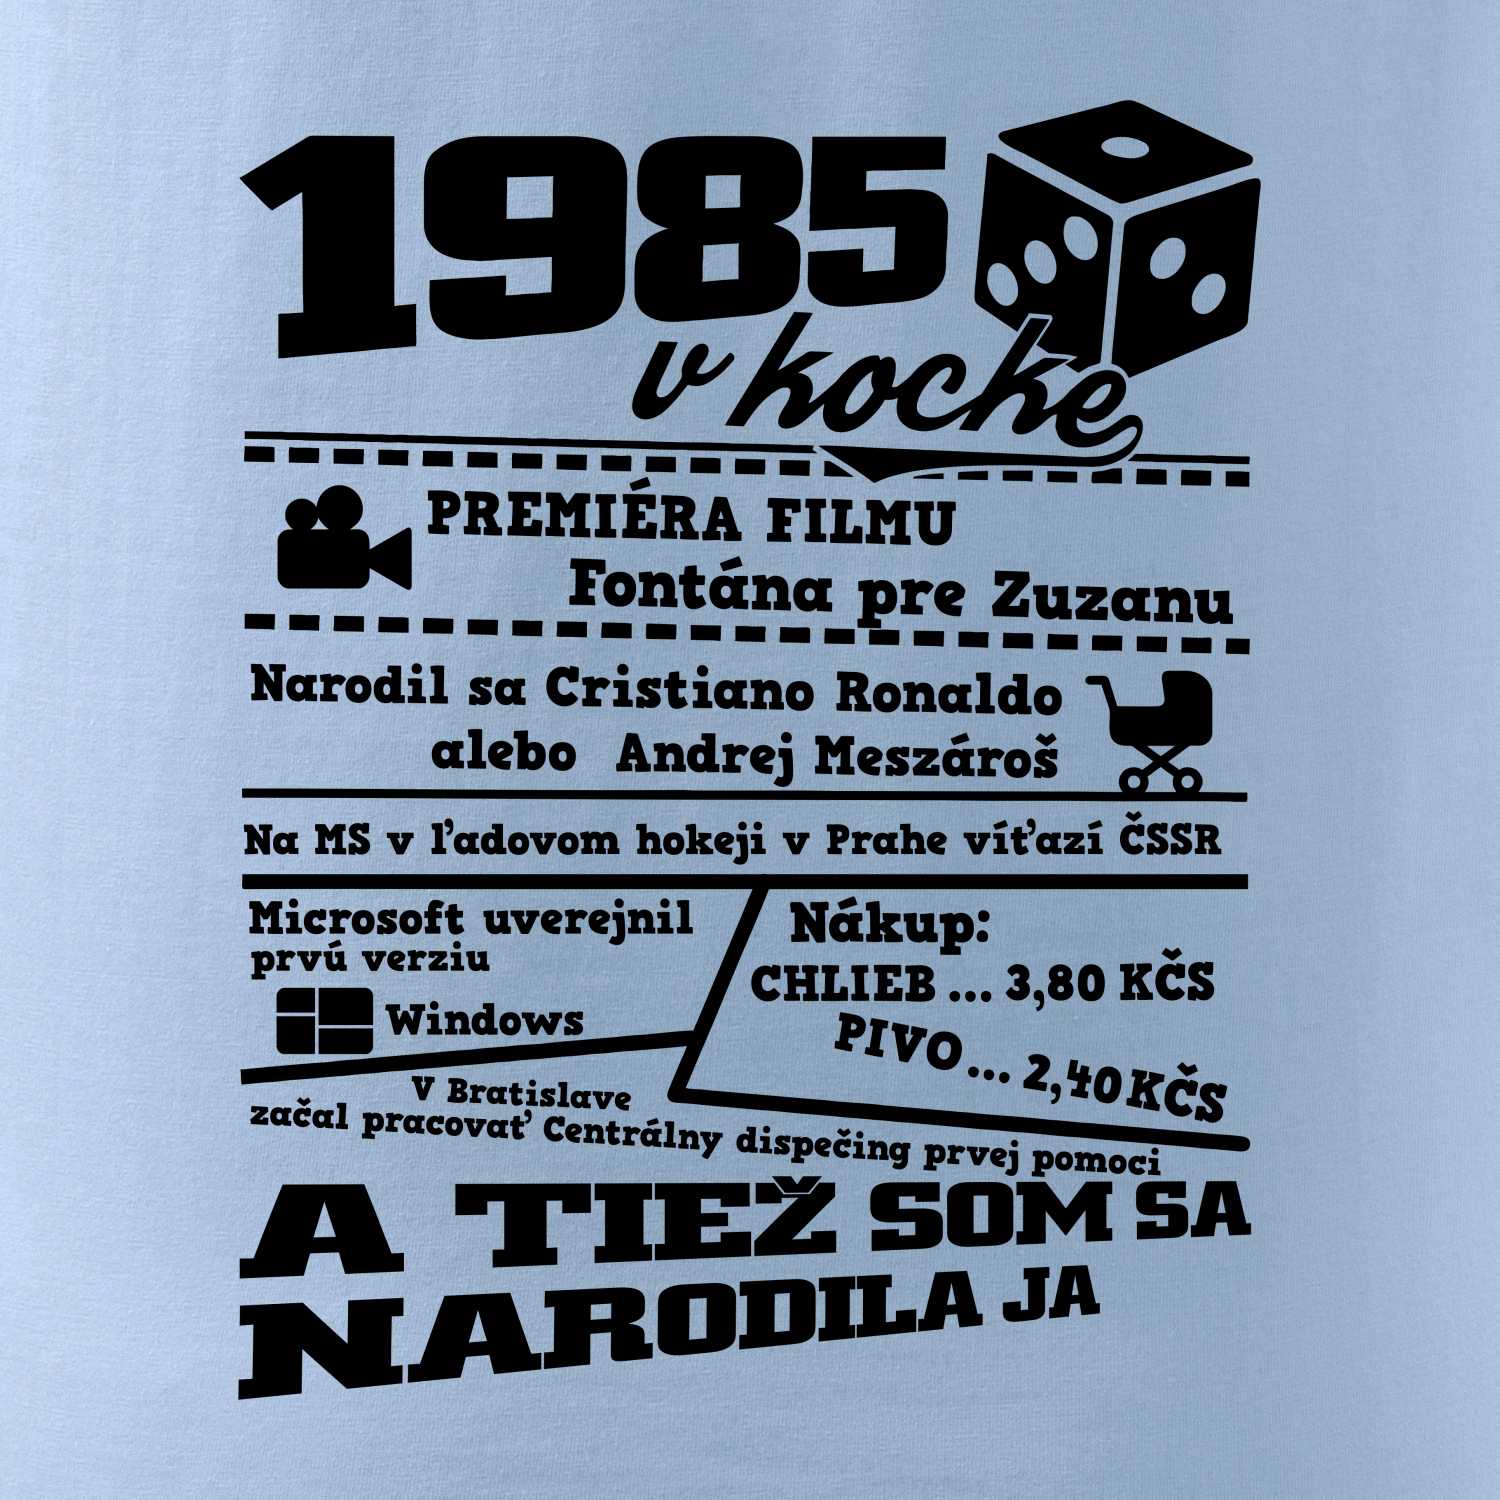 1985
v kocke
PREMIÉRA FILMU
Fontána pre Zuzanu
Narodil sa Cristiano Ronaldo
alebo Andrej Meszároš
Na MS v ľadovom hokeji v Prahe víťazí ČSSR
Microsoft uverejnil
prvú verziu
Windows
Nákup:
CHLIEB ... 3,80 KČS
PIVO ... 2,40 KČS
V Bratislave
začal pracovať Centrálny dispečing prvej pomoci
A TIEŽ SOM SA
NARODILA JA